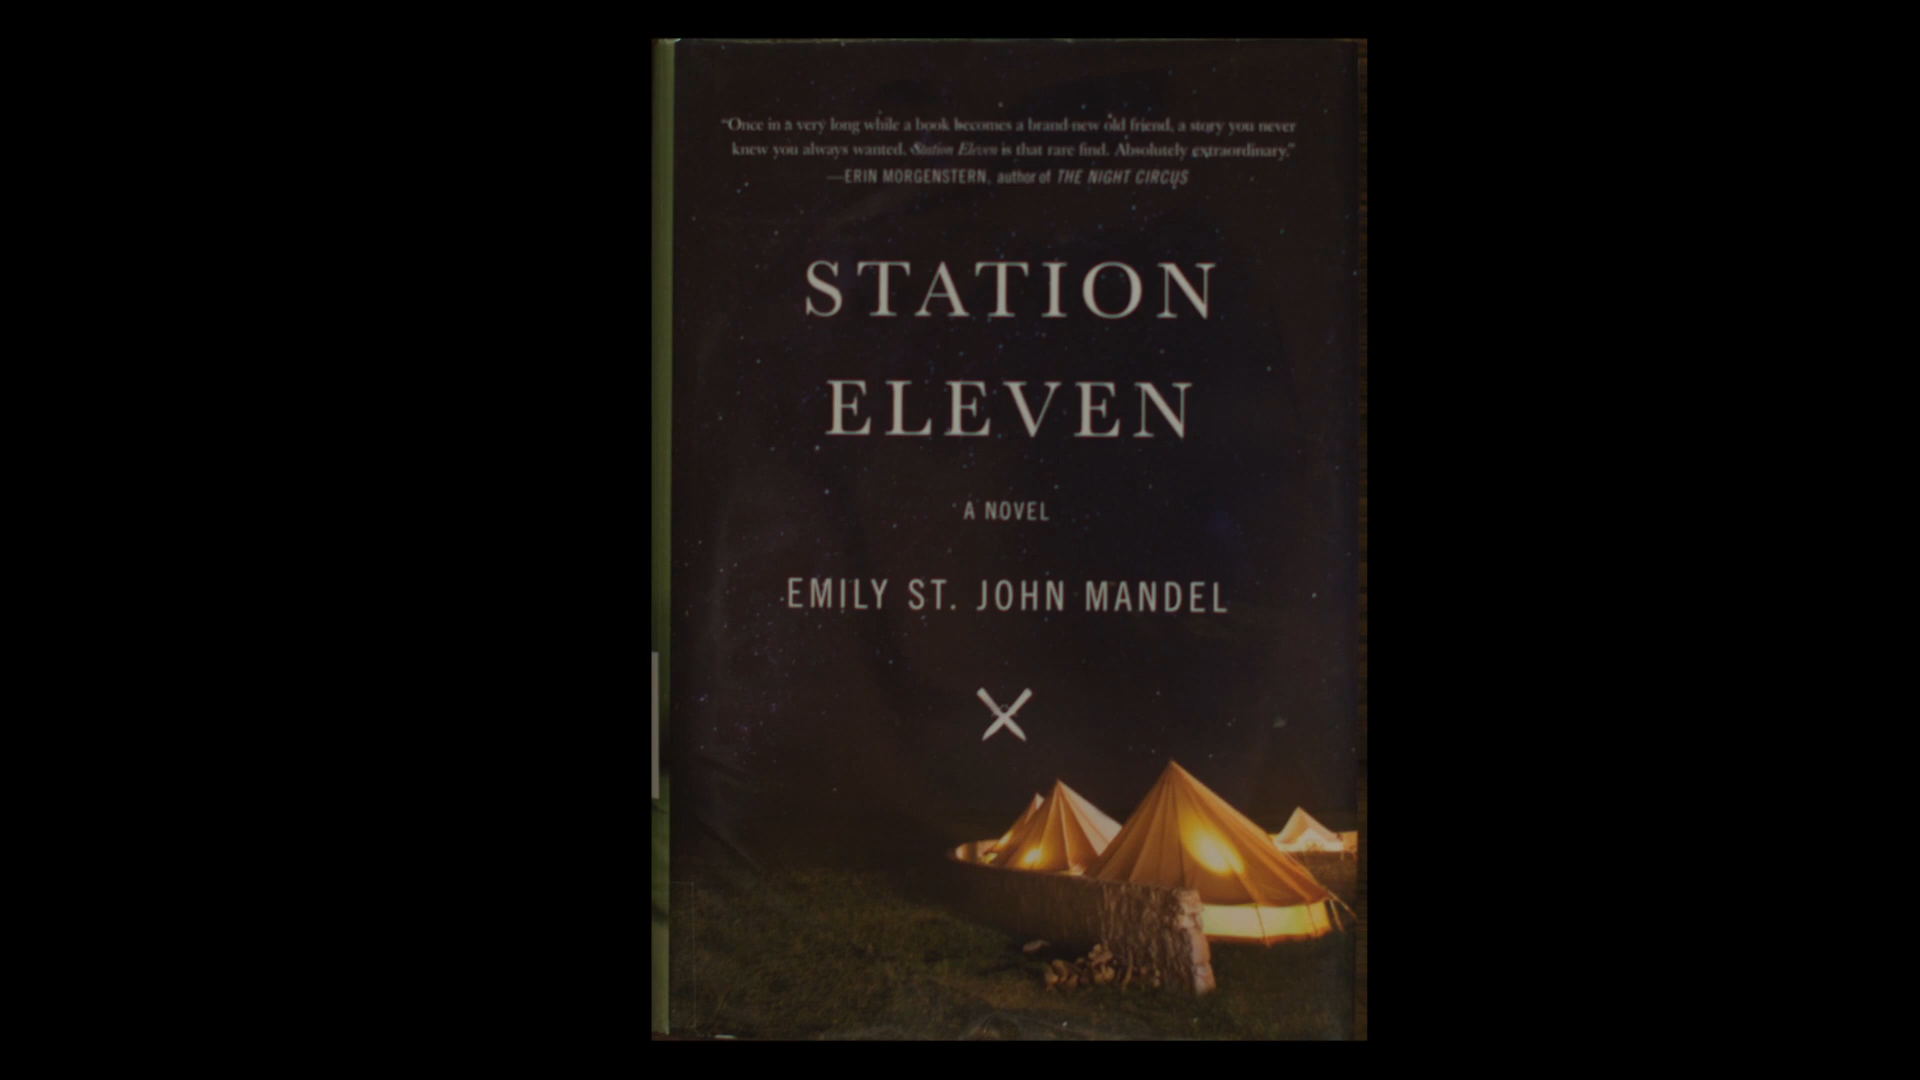 "Once in a very long while a book becomes a brand-new old friend, a story you never
knew you always wanted. Station Eleven is that rare find. Absolutely extraordinary."
—ERIN MORGENSTERN, author of THE NIGHT CIRCUS
STATION
ELEVEN
A NOVEL
EMILY ST. JOHN MANDEL